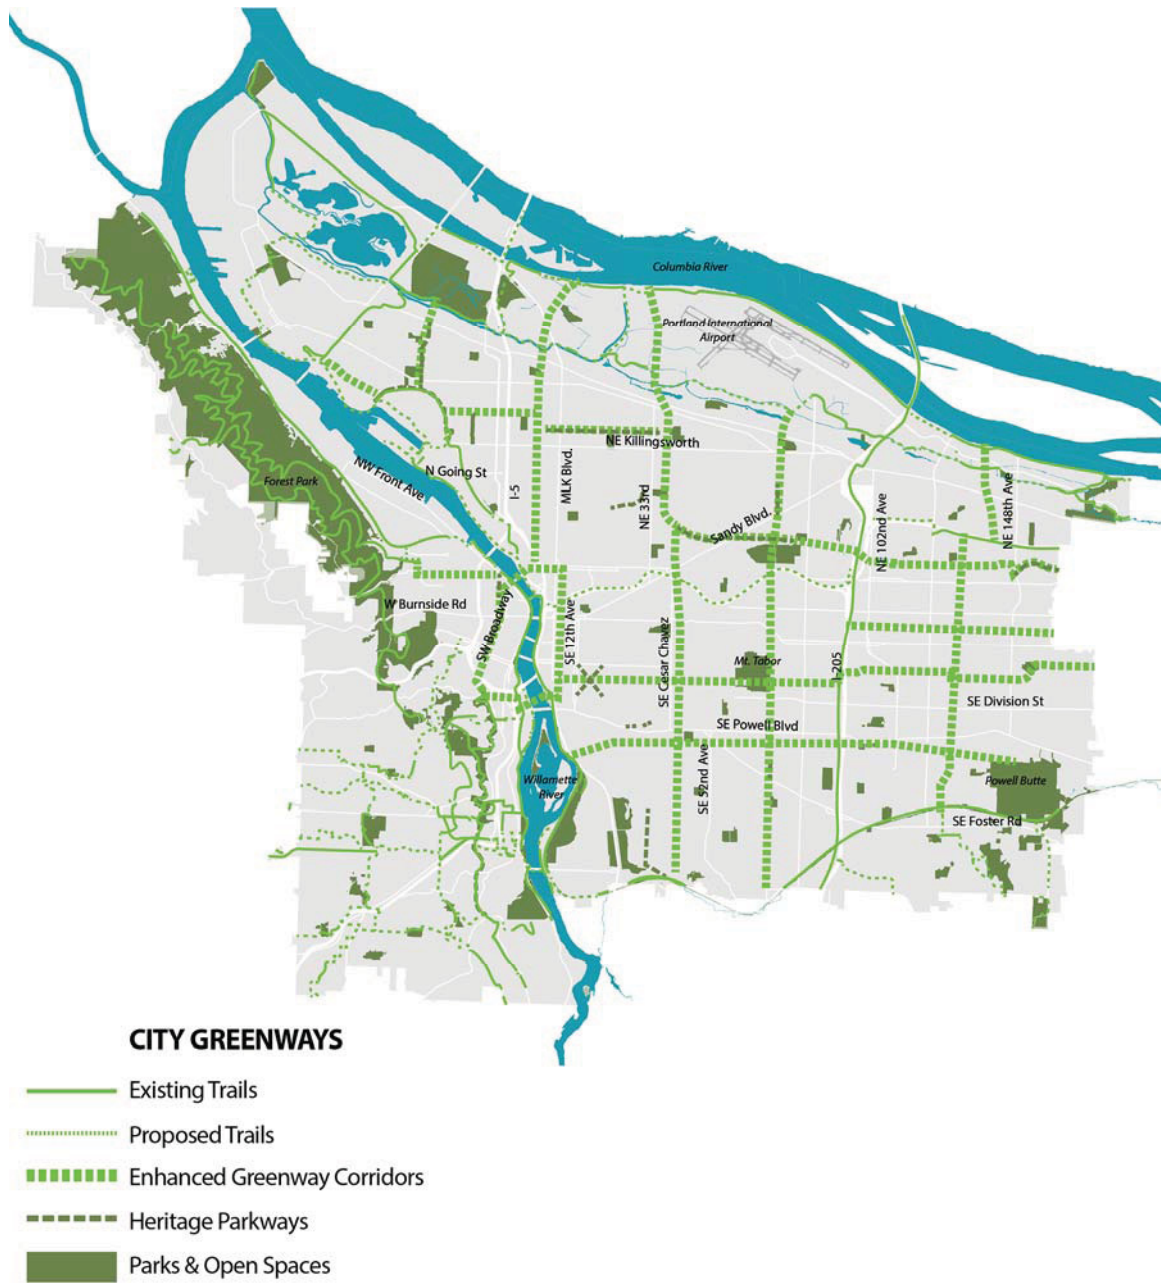 Columbia River
Portland International
Airport
NE Killingsworth
N Going St
NW Front Ave
Forest Park
I-5
MLK Blvd.
NE 33rd
Sandy Blvd.
NE 102nd Ave
NE 148th Ave
W Burnside Rd
SW Broadway
SE 12th Ave
SE Cesar Chavez
Mt. Tabor
I-205
SE Division St
SE Powell Blvd
SE 52nd Ave
Willamette
River
Powell Butte
SE Foster Rd
CITY GREENWAYS
Existing Trails
Proposed Trails
Enhanced Greenway Corridors
Heritage Parkways
Parks & Open Spaces